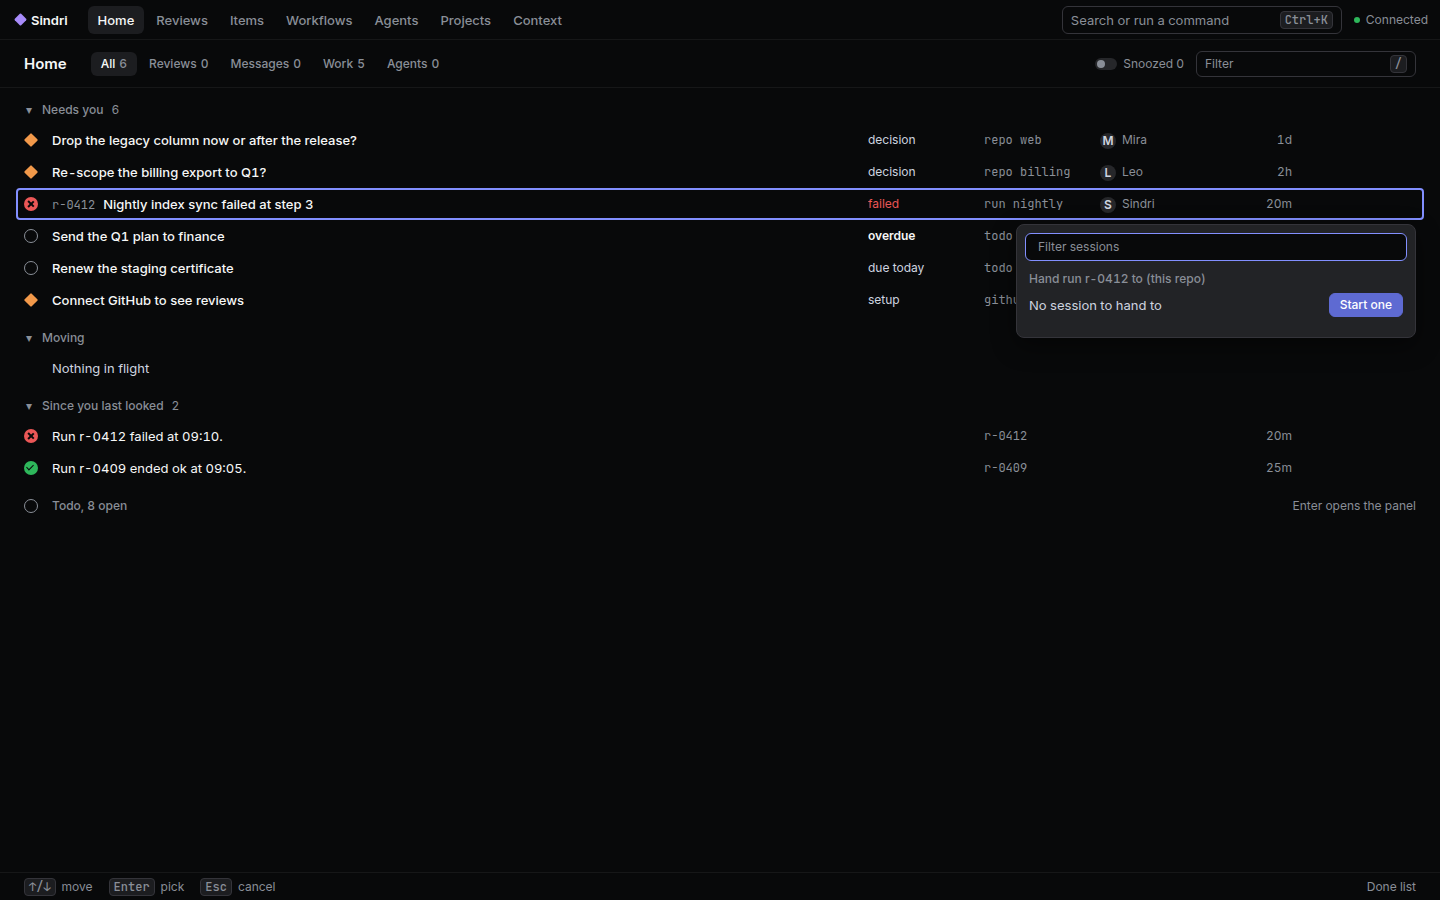 Sindri Home Reviews Items Workflows Agents Projects Context Search or run a command Ctrl+K Connected
Home All 6 Reviews 0 Messages 0 Work 5 Agents 0 Snoozed 0 Filter /
Needs you 6
Drop the legacy column now or after the release? decision repo web M Mira 1d
Re-scope the billing export to Q1? decision repo billing L Leo 2h
r-0412 Nightly index sync failed at step 3 failed run nightly S Sindri 20m
Send the Q1 plan to finance overdue todo
Filter sessions
Renew the staging certificate due today todo
Hand run r-0412 to (this repo)
Connect GitHub to see reviews setup
No session to hand to Start one
Moving
Nothing in flight
Since you last looked 2
Run r-0412 failed at 09:10. r-0412 20m
Run r-0409 ended ok at 09:05. r-0409 25m
Todo, 8 open Enter opens the panel
↑/↓ move Enter pick Esc cancel Done list